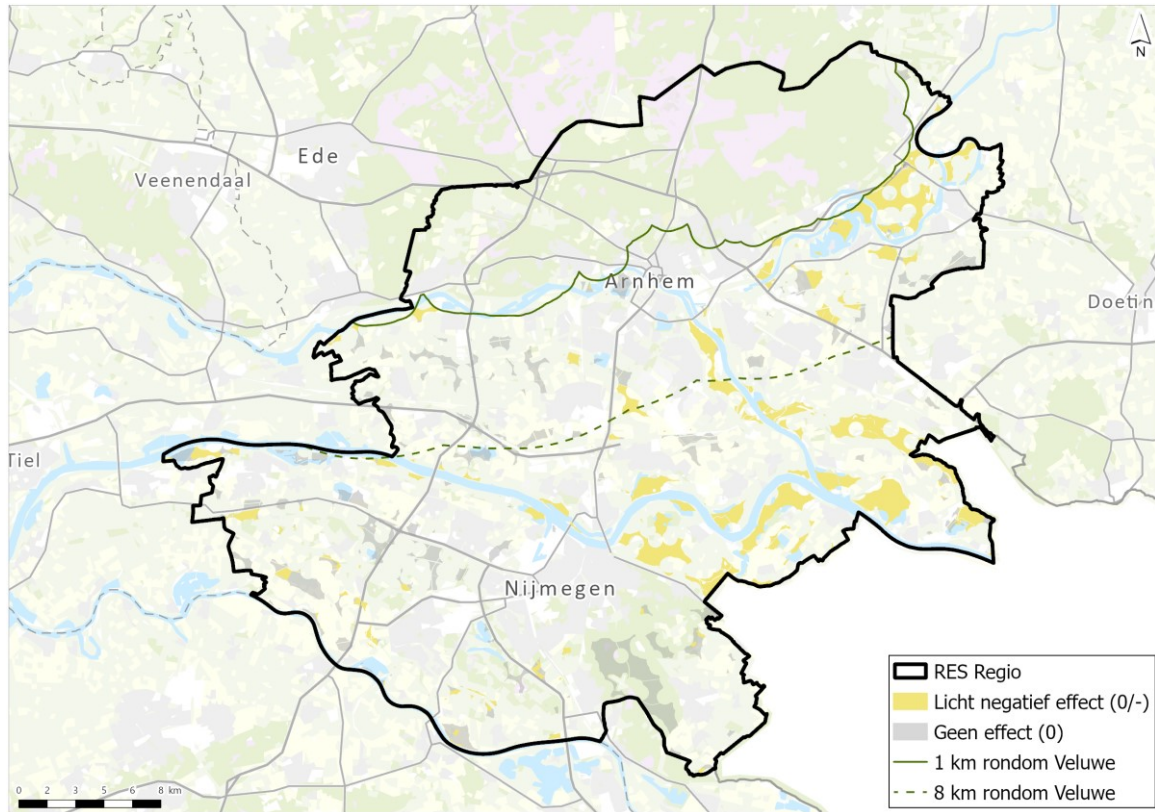 N
Ede
Veenendaal
Arnhem
Doetin
Tiel
Nijmegen
RES Regio
Licht negatief effect (0/-)
Geen effect (0)
1 km rondom Veluwe
8 km rondom Veluwe
0 2 3 5 6 8 km